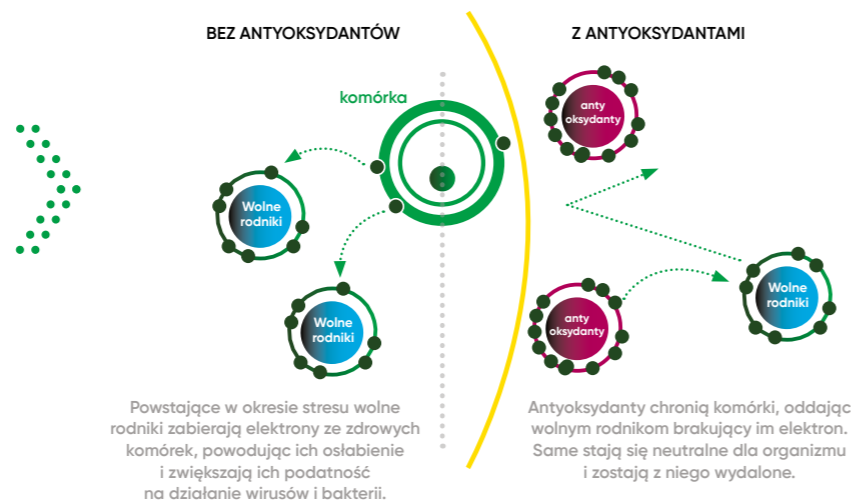 BEZ ANTYOKSYDANTÓW
komórka
Wolne
rodniki
Wolne
rodniki
Powstające w okresie stresu wolne
rodniki zabierają elektrony ze zdrowych
komórek, powodując ich osłabienie
i zwiększają ich podatność
na działanie wirusów i bakterii.
Z ANTYOKSYDANTAMI
anty
oksydanty
anty
oksydanty
Wolne
rodniki
Antyoksydanty chronią komórki, oddając
wolnym rodnikom brakujący im elektron.
Same stają się neutralne dla organizmu
i zostają z niego wydalone.